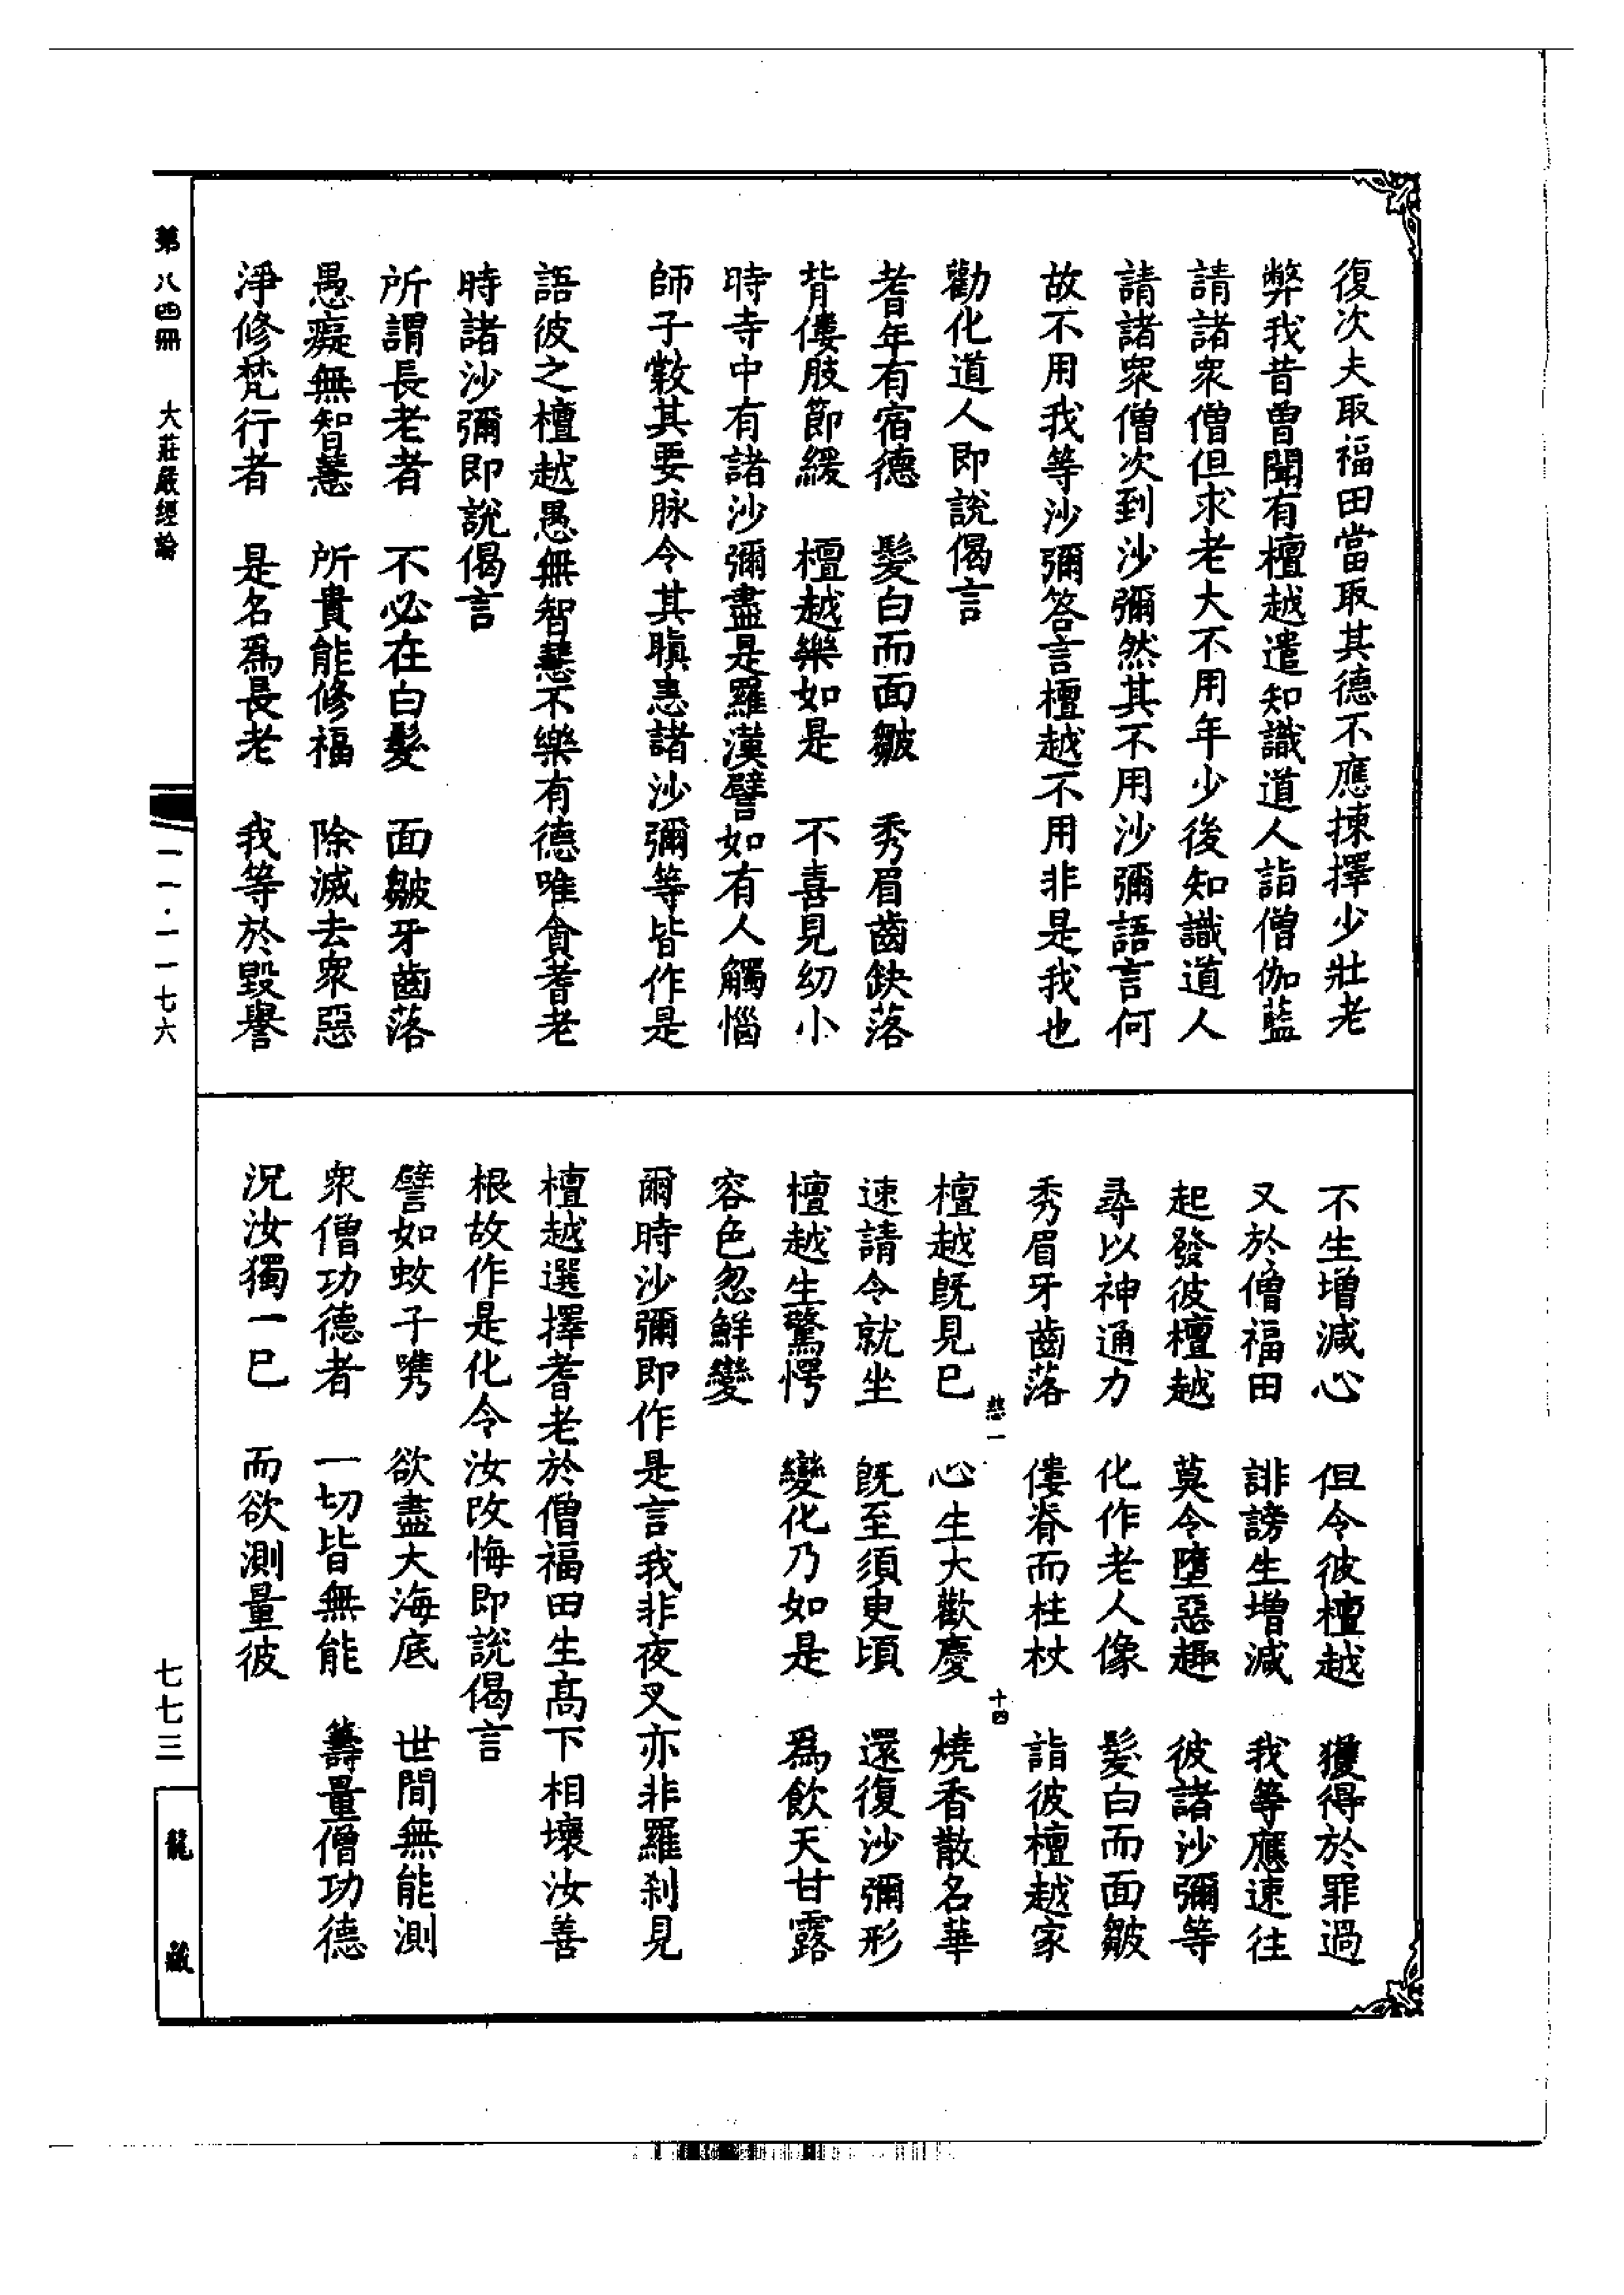 復次夫取福田當取其德不應揀擇少壯老
弊我昔曾聞有檀越遣知識道人詣僧伽藍
請諸衆僧但求老大不用年少後知識道人
請諸衆僧次到沙彌然其不用沙彌語言何
故不用我等沙彌答言檀越不用非是我也
勸化道人即說偈言
耆年有宿德　髮白而面皺　秀眉齒缺落
背僂肢節緩　檀越樂如是　不喜見幼小
時寺中有諸沙彌盡是羅漢譬如有人觸惱
師子數其要脉令其瞋恚諸沙彌等皆作是
語彼之檀越愚無智慧不樂有德唯貪耆老
時諸沙彌即說偈言
所謂長老者　不必在白髮　面皺牙齒落
愚癡無智慧　所貴能修福　除滅去衆惡
淨修梵行者　是名爲長老　我等於毀譽
不生增減心　但令彼檀越　獲得於罪過
又於僧福田　誹謗生增減　我等應速往
起發彼檀越　莫令墮惡趣　彼諸沙彌等
尋以神通力　化作老人像　髮白而面皺
秀眉牙齒落　僂脊而柱杖　詣彼檀越家
檀越旣見已　心生大歡慶　燒香散名華
速請令就坐　旣至須臾頃　還復沙彌形
檀越生驚愕　變化乃如是　爲飲天甘露
容色忽鮮變
爾時沙彌即作是言我非夜叉亦非羅刹見
檀越選擇耆老於僧福田生高下相壞汝善
根故作是化令汝改悔即說偈言
譬如蚊子嘴　欲盡大海底　世間無能測
衆僧功德者　一切皆無能　籌量僧功德
況汝獨一已　而欲測量彼
十四
第八四冊　大莊嚴經論
一一·一一七六
七七三
龍藏